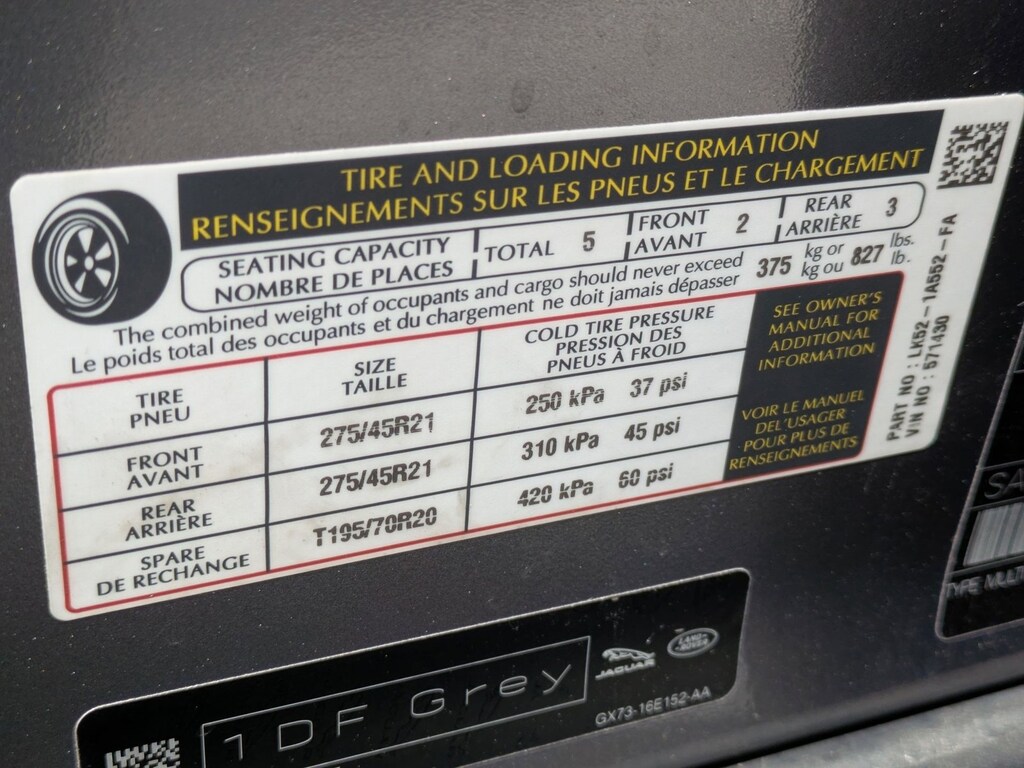 TIRE AND LOADING INFORMATION
RENSEIGNEMENTS SUR LES PNEUS ET LE CHARGEMENT
SEATING CAPACITY
NOMBRE DE PLACES
TOTAL 5
FRONT
AVANT 2
REAR
ARRIÈRE 3
The combined weight of occupants and cargo should never exceed
Le poids total des occupants et du chargement ne doit jamais dépasser
375 kg or
kg ou 827 lbs.
lb.
TIRE
PNEU
SIZE
TAILLE
COLD TIRE PRESSURE
PRESSION DES
PNEUS À FROID
FRONT
AVANT
275/45R21
250 kPa 37 psi
REAR
ARRIÈRE
275/45R21
310 kPa 45 psi
SPARE
DE RECHANGE
T195/70R20
420 kPa 60 psi
SEE OWNER'S
MANUAL FOR
ADDITIONAL
INFORMATION
VOIR LE MANUEL
DEL'USAGER
POUR PLUS DE
RENSEIGNEMENTS
PART NO : LK52-1A552-FA
VIN NO : 571430
1DF Grey
JAGUAR
LAND-
ROVER
GX73-16E152-AA
SA
TYPE MULT